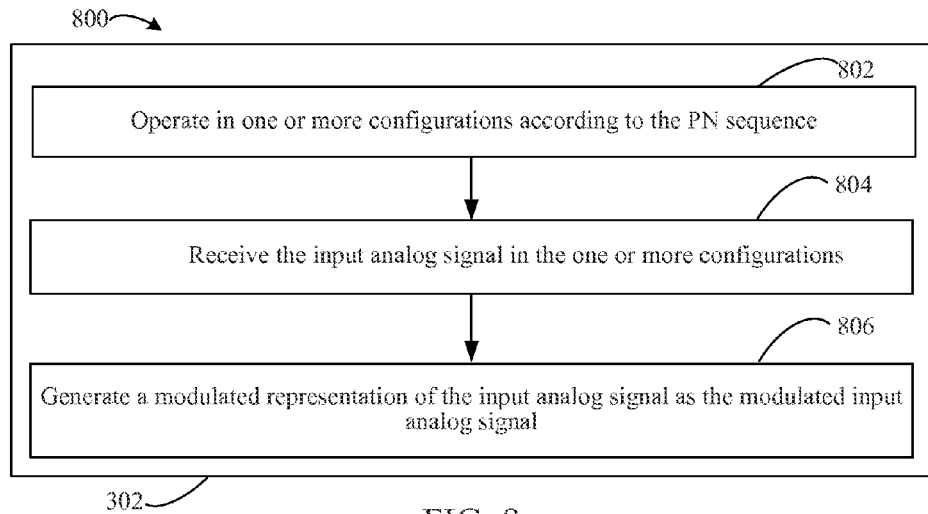 800
802
Operate in one or more configurations according to the PN sequence
804
Receive the input analog signal in the one or more configurations
806
Generate a modulated representation of the input analog signal as the modulated input
analog signal
302
FIG. 8